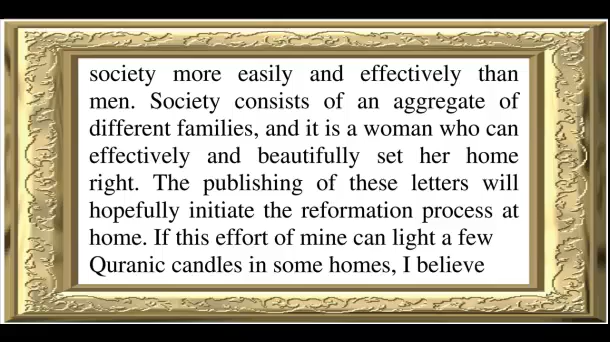 society more easily and effectively than
men. Society consists of an aggregate of
different families, and it is a woman who can
effectively and beautifully set her home
right. The publishing of these letters will
hopefully initiate the reformation process at
home. If this effort of mine can light a few
Quranic candles in some homes, I believe